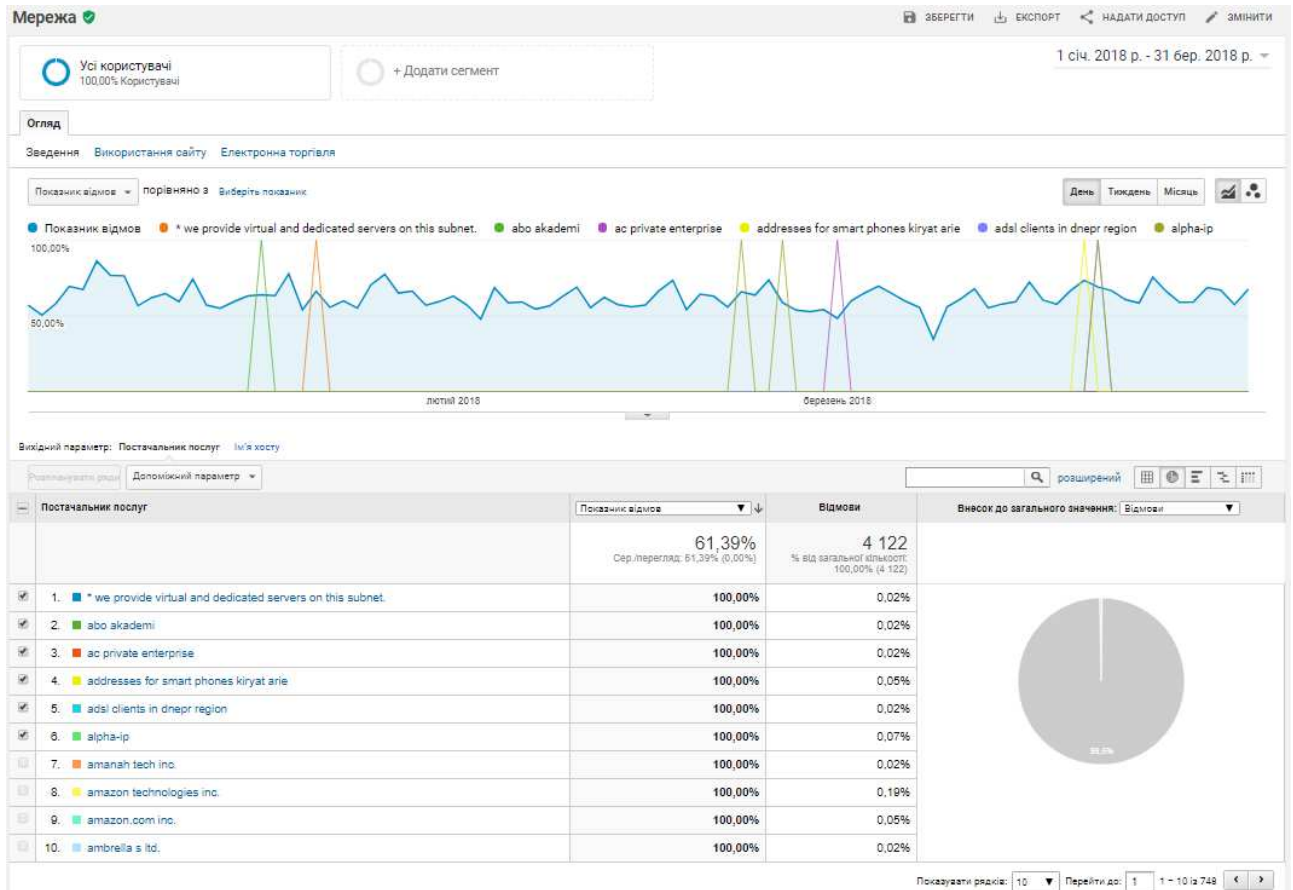 Мережа
ЗБЕРЕГТИ ЕКСПОРТ НАДАТИ ДОСТУП ЗМІНИТИ
1 січ. 2018 р. - 31 бер. 2018 р.
Усі користувачі
100,00% Користувачі
+ Додати сегмент
Огляд
Зведення Використання сайту Електронна торгівля
Показник відмов порівняно з Виберіть показник
День Тиждень Місяць
Показник відмов * we provide virtual and dedicated servers on this subnet. abo akademi ac private enterprise addresses for smart phones kiryat arie adsl clients in dnepr region alpha-ip
100,00%
50,00%
лютий 2018 березень 2018
Вихідний параметр: Постачальник послуг Ім'я хосту
Допоміжний параметр
розширений
Постачальник послуг Показник відмов Відмови Внесок до загального значення: Відмови
61,39% 4 122
Сер./перегляд: 61,39% (0,00%) % від загальної кількості:
100,00% (4 122)
1. * we provide virtual and dedicated servers on this subnet. 100,00% 0,02%
2. abo akademi 100,00% 0,02%
3. ac private enterprise 100,00% 0,02%
4. addresses for smart phones kiryat arie 100,00% 0,05%
5. adsl clients in dnepr region 100,00% 0,02%
6. alpha-ip 100,00% 0,07%
7. amanah tech inc. 100,00% 0,02%
8. amazon technologies inc. 100,00% 0,19%
9. amazon.com inc. 100,00% 0,05%
10. ambrella s ltd. 100,00% 0,02%
Показувати рядків: 10 Перейти до: 1 1 – 10 із 749